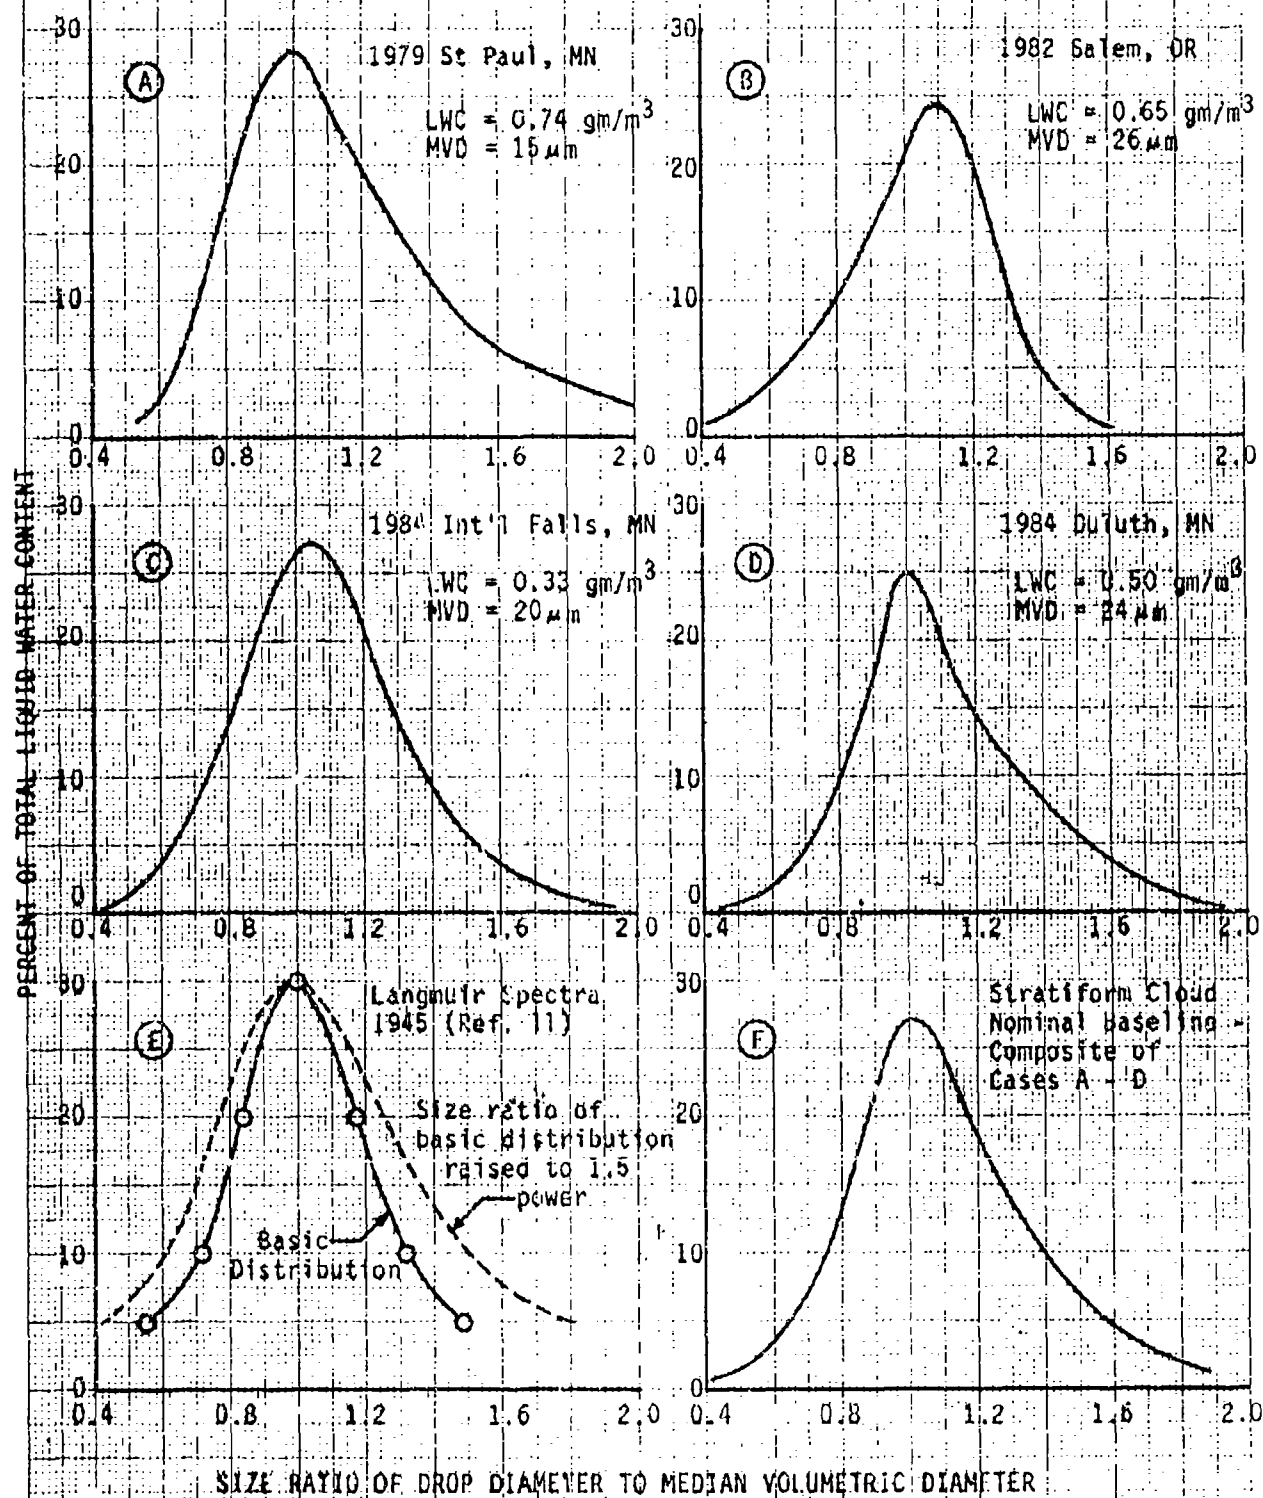 PERCENT OF TOTAL LIQUID WATER CONTENT
30
20
10
0
A
1979 St Paul, MN
LWC = 0.74 gm/m³
MVD = 15 μm
0.4 0.8 1.2 1.6 2.0
30
20
10
0
B
1982 Salem, OR
LWC = 0.65 gm/m³
MVD = 26 μm
0.4 0.8 1.2 1.6 2.0
30
20
10
0
C
1984 Int'l Falls, MN
LWC = 0.33 gm/m³
MVD = 20 μm
0.4 0.8 1.2 1.6 2.0
30
20
10
0
D
1984 Duluth, MN
LWC = 0.50 gm/m³
MVD = 24 μm
0.4 0.8 1.2 1.6 2.0
30
20
10
0
E
Langmuir Spectra
1945 (Ref. 11)
Size ratio of
basic distribution
raised to 1.5
power
Basic
Distribution
0.4 0.8 1.2 1.6 2.0
30
20
10
0
F
Stratiform Cloud
Nominal Baseline -
Composite of
Cases A - D
0.4 0.8 1.2 1.6 2.0
SIZE RATIO OF DROP DIAMETER TO MEDIAN VOLUMETRIC DIAMETER